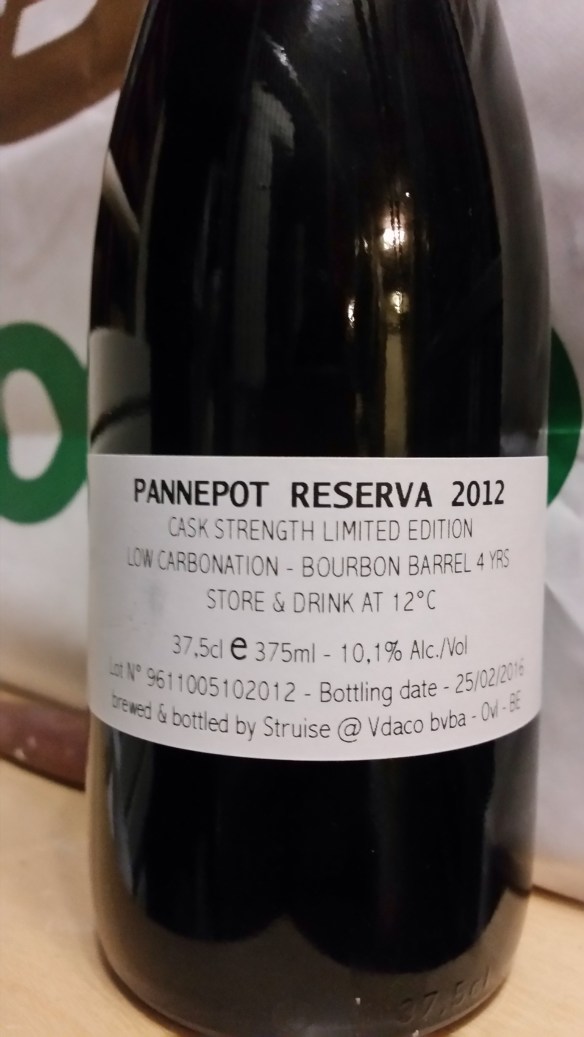 PANNEPOT RESERVA 2012
CASK STRENGTH LIMITED EDITION
LOW CARBONATION - BOURBON BARREL 4 YRS
STORE & DRINK AT 12°C
37,5cl e 375ml - 10,1% Alc./Vol
Lot N° 9611005102012 - Bottling date - 25/02/2016
brewed & bottled by Struise @ Vdaco bvba - Ovl - BE
37,5cl